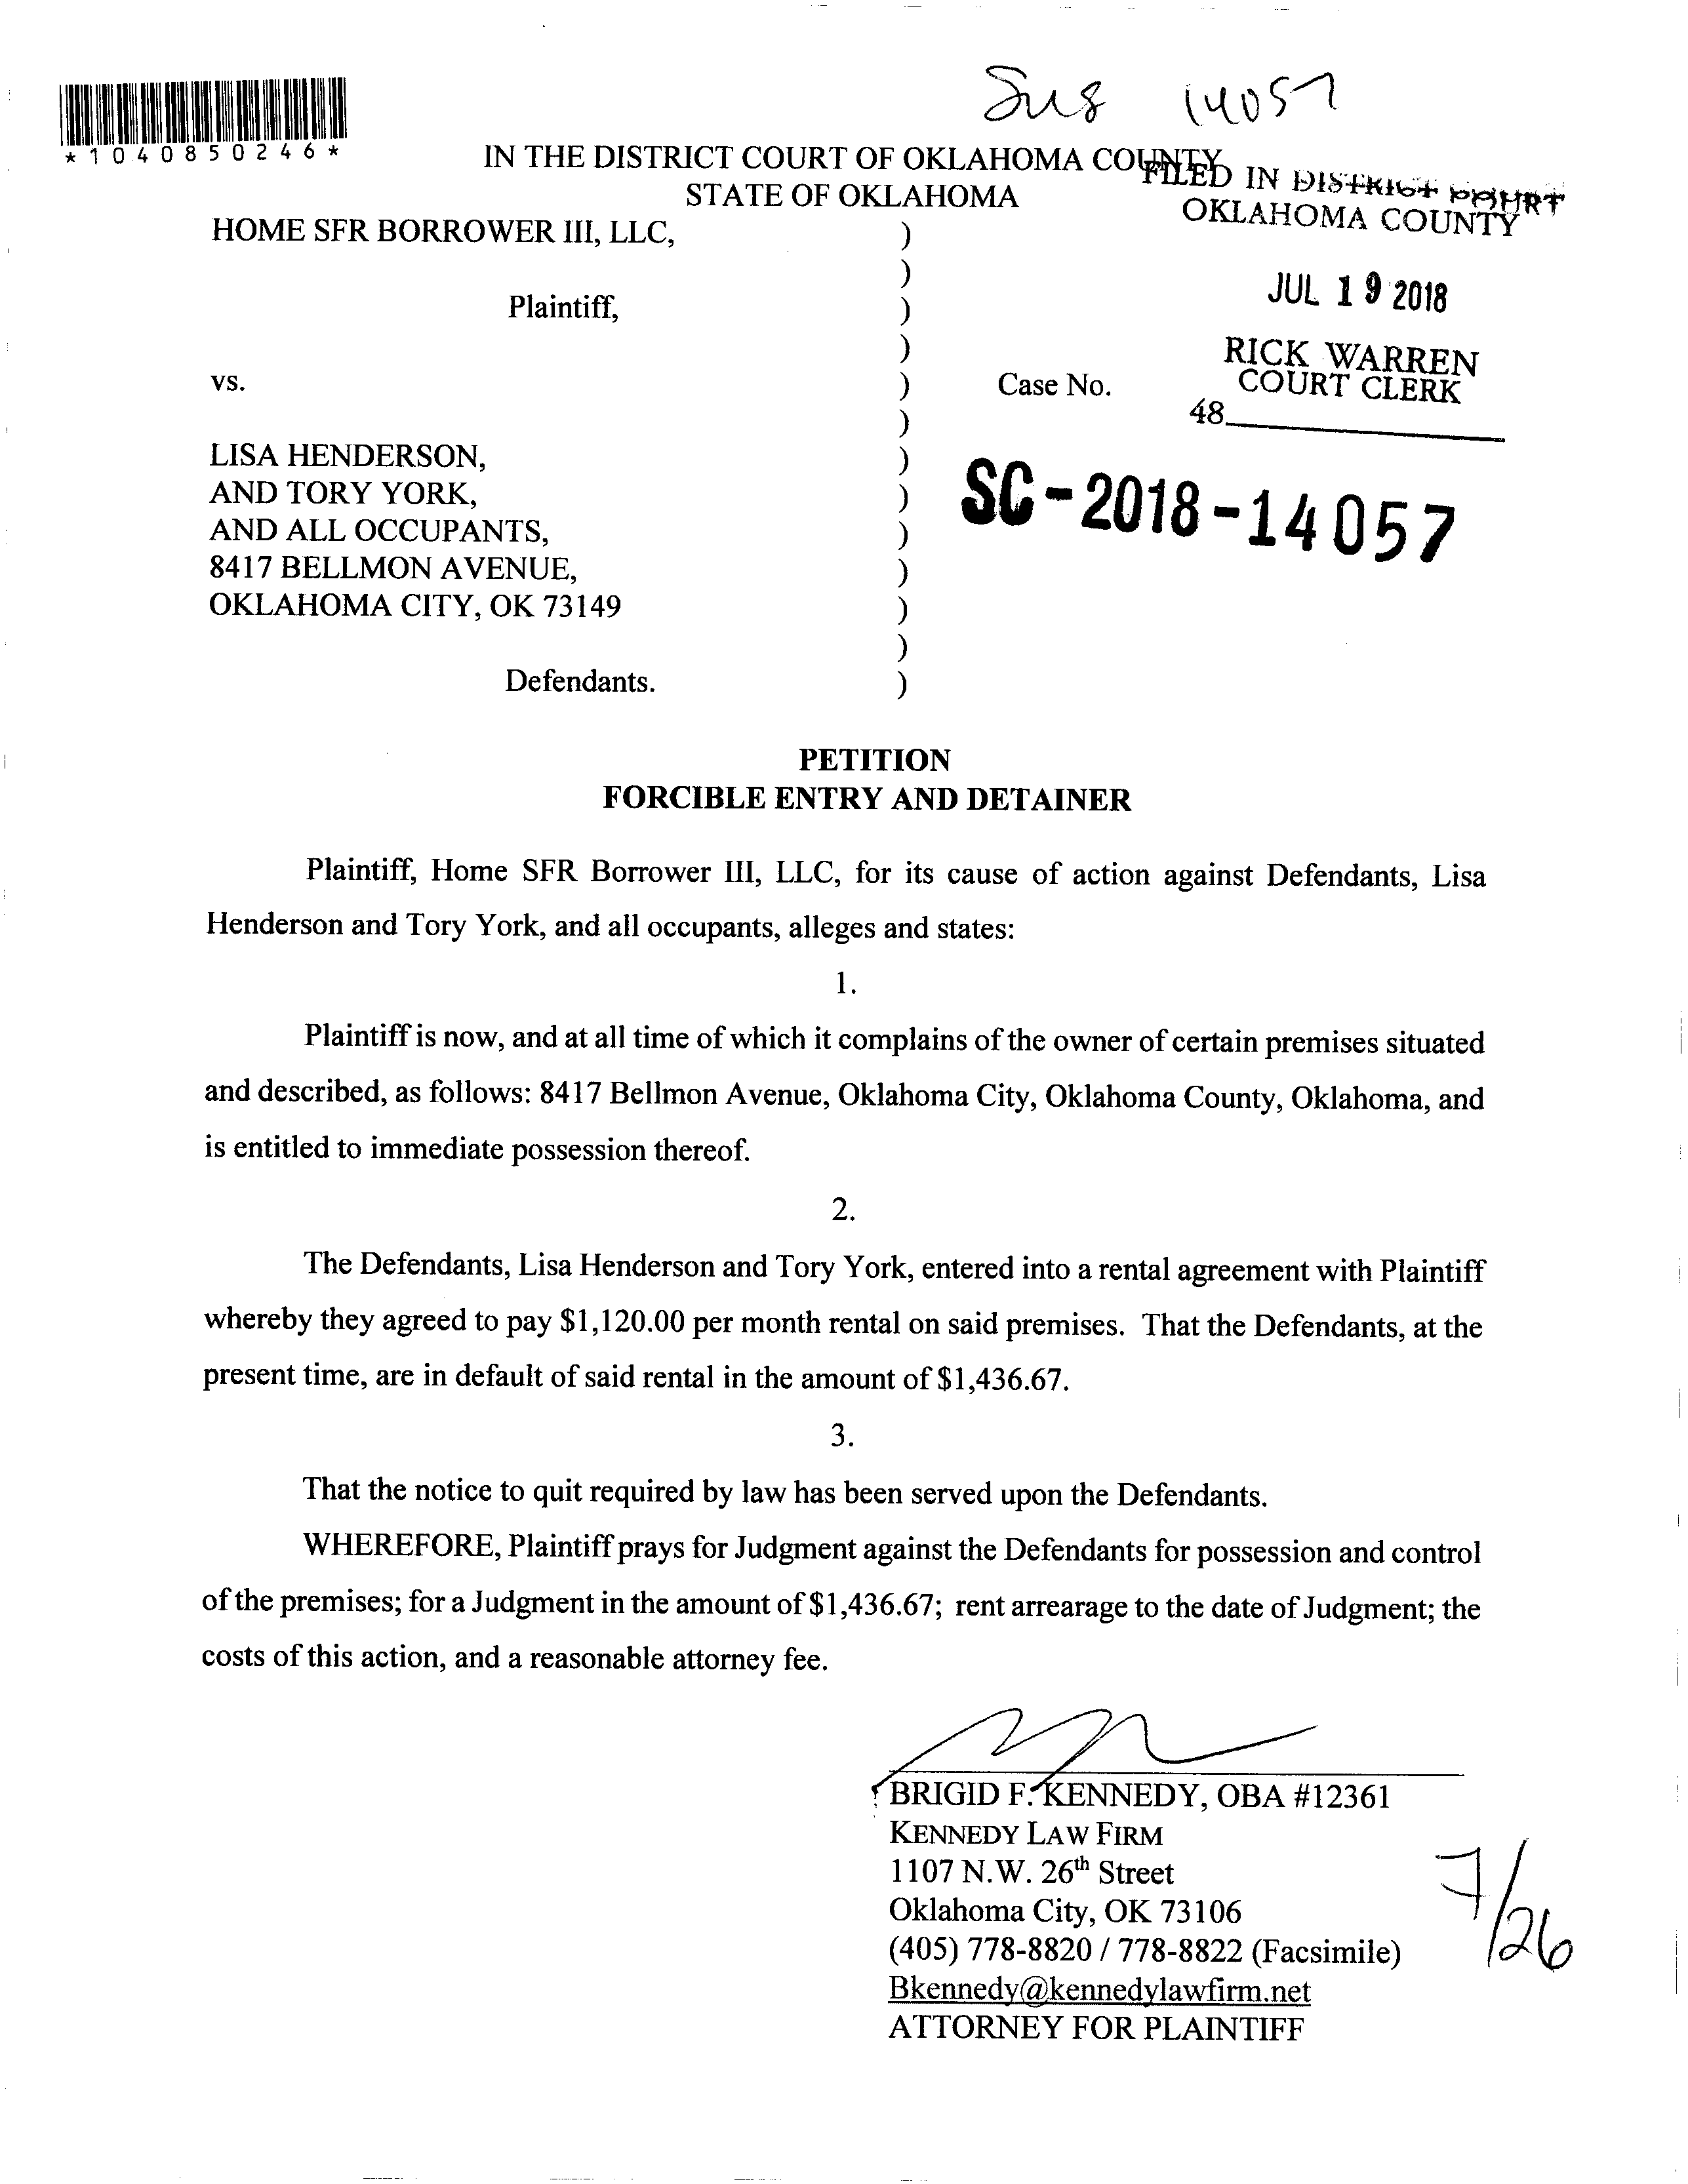 Sus 14057
*1040850246*
IN THE DISTRICT COURT OF OKLAHOMA COUNTY
STATE OF OKLAHOMA
FILED IN DISTRICT COURT
OKLAHOMA COUNTY
JUL 19 2018
RICK WARREN
COURT CLERK
48
HOME SFR BORROWER III, LLC, )
)
Plaintiff, )
)
vs. ) Case No.
)
SC-2018-14057
LISA HENDERSON, )
AND TORY YORK, )
AND ALL OCCUPANTS, )
8417 BELLMON AVENUE, )
OKLAHOMA CITY, OK 73149 )
)
Defendants. )
PETITION
FORCIBLE ENTRY AND DETAINER
Plaintiff, Home SFR Borrower III, LLC, for its cause of action against Defendants, Lisa
Henderson and Tory York, and all occupants, alleges and states:
1.
Plaintiff is now, and at all time of which it complains of the owner of certain premises situated
and described, as follows: 8417 Bellmon Avenue, Oklahoma City, Oklahoma County, Oklahoma, and
is entitled to immediate possession thereof.
2.
The Defendants, Lisa Henderson and Tory York, entered into a rental agreement with Plaintiff
whereby they agreed to pay $1,120.00 per month rental on said premises. That the Defendants, at the
present time, are in default of said rental in the amount of $1,436.67.
3.
That the notice to quit required by law has been served upon the Defendants.
WHEREFORE, Plaintiff prays for Judgment against the Defendants for possession and control
of the premises; for a Judgment in the amount of $1,436.67; rent arrearage to the date of Judgment; the
costs of this action, and a reasonable attorney fee.
BRIGID F. KENNEDY, OBA #12361
KENNEDY LAW FIRM
1107 N.W. 26th Street
Oklahoma City, OK 73106
(405) 778-8820 / 778-8822 (Facsimile)
Bkennedy@kennedylawfirm.net
ATTORNEY FOR PLAINTIFF
7/26